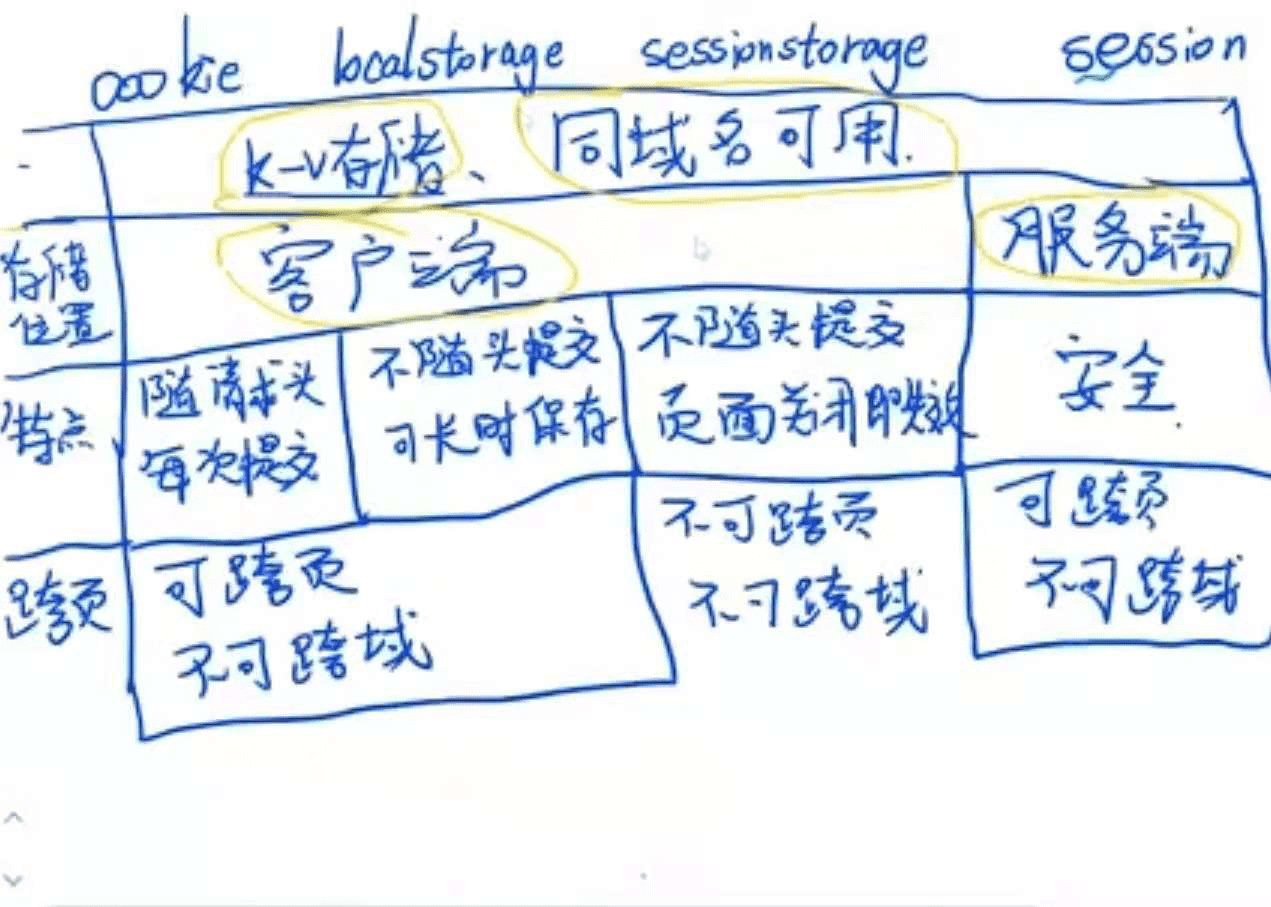 cookie localstorage sessionstorage session
k-v存储、 同域名可用.
存储位置 客户端 服务端
特点 随请求头 每次提交 不随头提交 可长时保存 不随头提交 页面关闭即失效 安全.
跨页 可跨页 不可跨域 不可跨页 不可跨域 可跨页 不可跨域